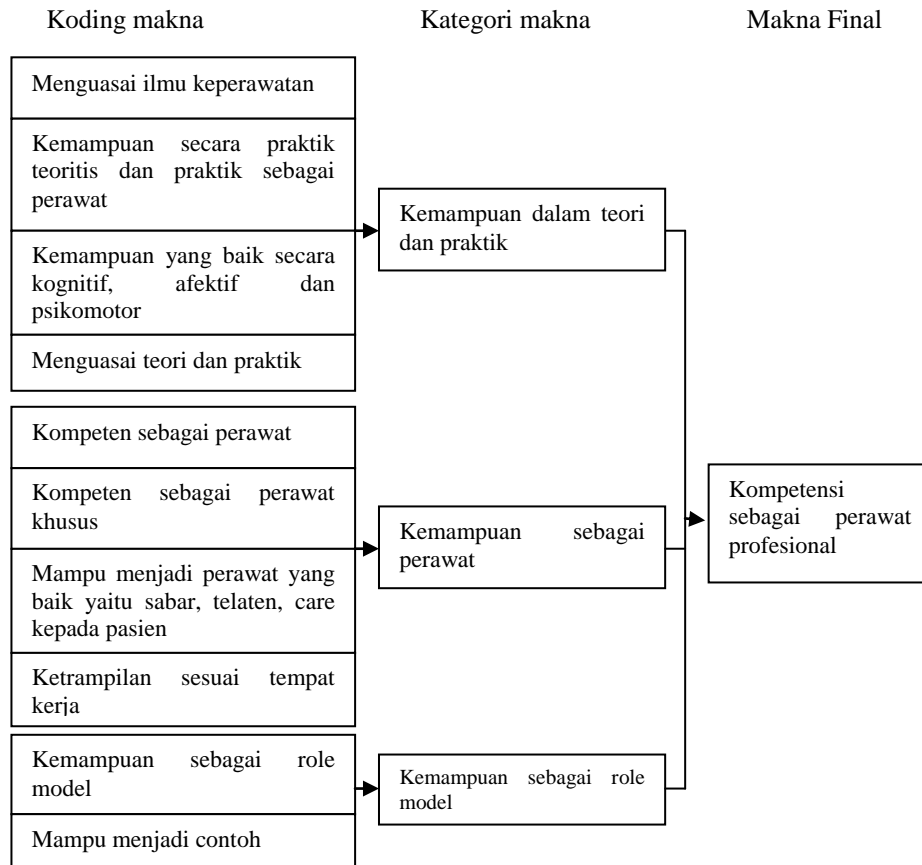 Koding makna
Kategori makna
Makna Final
Menguasai ilmu keperawatan
Kemampuan secara praktik
teoritis dan praktik sebagai
perawat
Kemampuan yang baik secara
kognitif, afektif dan
psikomotor
Menguasai teori dan praktik
Kemampuan dalam teori
dan praktik
Kompeten sebagai perawat
Kompeten sebagai perawat
khusus
Mampu menjadi perawat yang
baik yaitu sabar, telaten, care
kepada pasien
Ketrampilan sesuai tempat
kerja
Kemampuan sebagai
perawat
Kompetensi
sebagai perawat
profesional
Kemampuan sebagai role
model
Mampu menjadi contoh
Kemampuan sebagai role
model